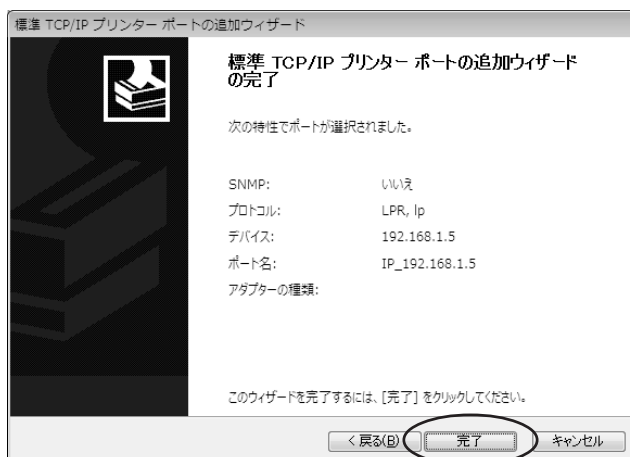 標準 TCP/IP プリンター ポートの追加ウィザード
標準 TCP/IP プリンター ポートの追加ウィザード
の完了
次の特性でポートが選択されました。
SNMP: いいえ
プロトコル: LPR, lp
デバイス: 192.168.1.5
ポート名: IP_192.168.1.5
アダプターの種類:
このウィザードを完了するには、[完了] をクリックしてください。
< 戻る(B) 完了 キャンセル